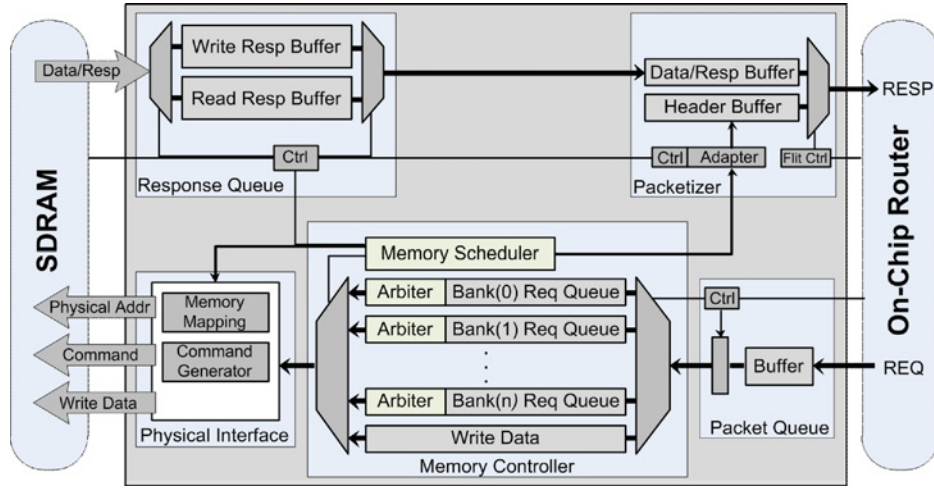 SDRAM
Data/Resp
Write Resp Buffer
Read Resp Buffer
Ctrl
Response Queue
Data/Resp Buffer
Header Buffer
Ctrl
Adapter
Flit Ctrl
Packetizer
RESP
On-Chip Router
Memory Scheduler
Physical Addr
Command
Write Data
Memory
Mapping
Command
Generator
Physical Interface
Arbiter
Bank(0) Req Queue
Arbiter
Bank(1) Req Queue
Arbiter
Bank(n) Req Queue
Write Data
Memory Controller
Ctrl
Buffer
REQ
Packet Queue